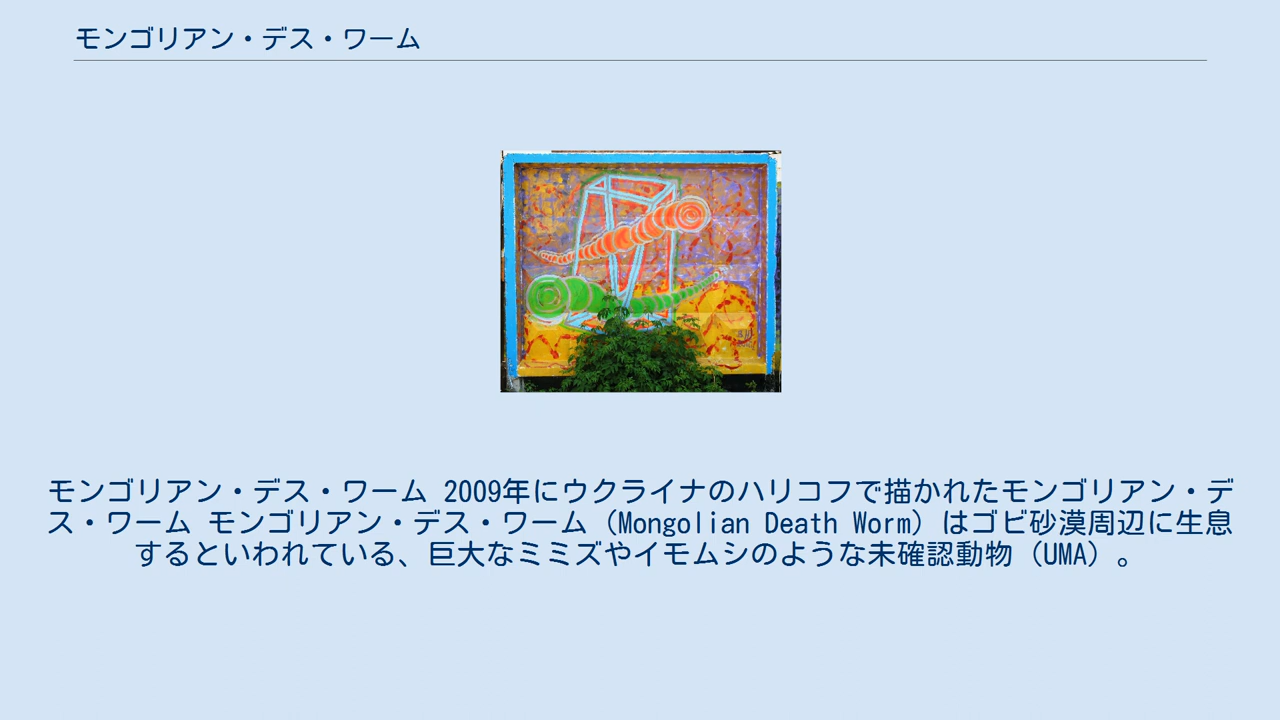 モンゴリアン・デス・ワーム
モンゴリアン・デス・ワーム 2009年にウクライナのハリコフで描かれたモンゴリアン・デ
ス・ワーム モンゴリアン・デス・ワーム（Mongolian Death Worm）はゴビ砂漠周辺に生息
するといわれている、巨大なミミズやイモムシのような未確認動物（UMA）。